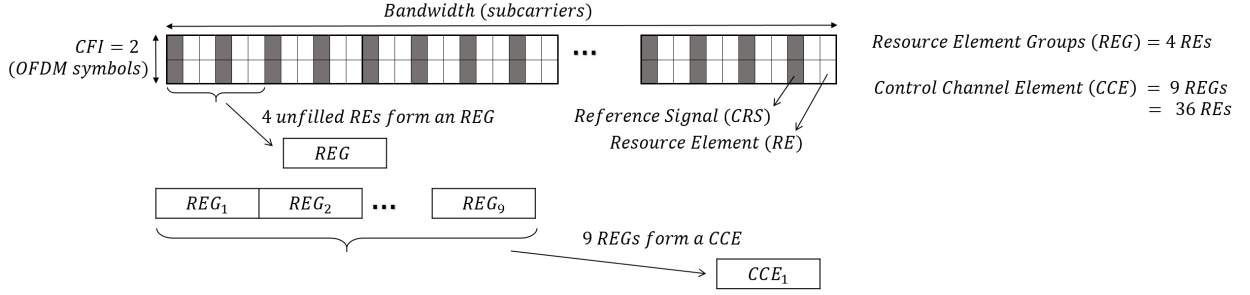 Bandwidth (subcarriers)
CFI = 2
(OFDM symbols)
...
Resource Element Groups (REG) = 4 REs
Control Channel Element (CCE) = 9 REGs
= 36 REs
4 unfilled REs form an REG
Reference Signal (CRS)
Resource Element (RE)
REG
REG₁ REG₂ ... REG₉
9 REGs form a CCE
CCE₁